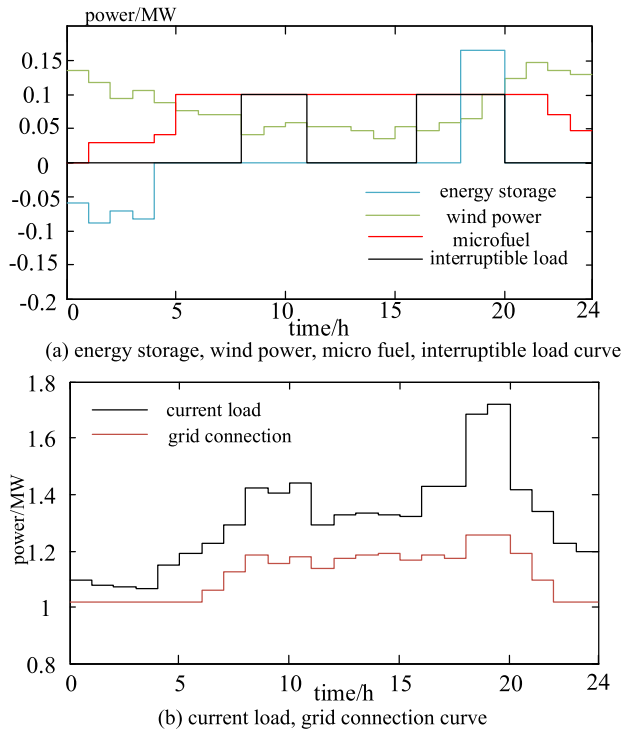 power/MW
0.15
0.1
0.05
0
-0.05
-0.1
-0.15
-0.2
energy storage
wind power
microfuel
interruptible load
0 5 10 15 20 24
time/h
(a) energy storage, wind power, micro fuel, interruptible load curve
1.8
1.6
1.4
1.2
1
0.8
power/MW
current load
grid connection
0 5 10 15 20 24
time/h
(b) current load, grid connection curve